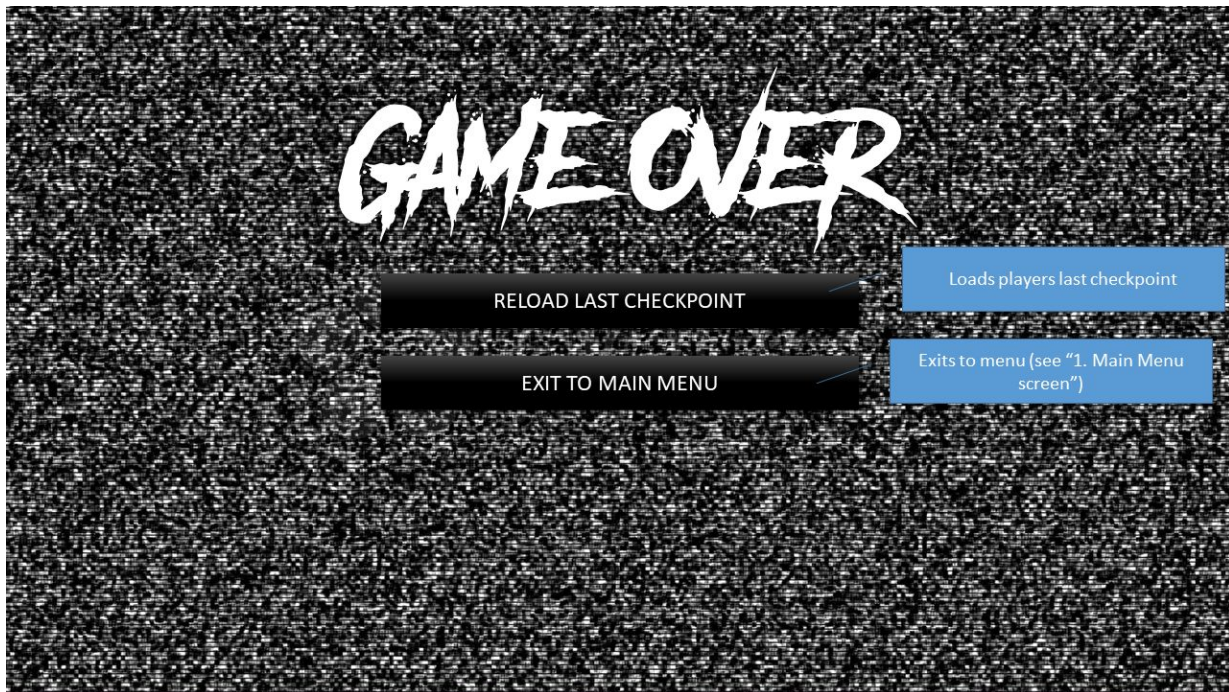 GAME OVER
RELOAD LAST CHECKPOINT
Loads players last checkpoint
EXIT TO MAIN MENU
Exits to menu (see “1. Main Menu
screen”)